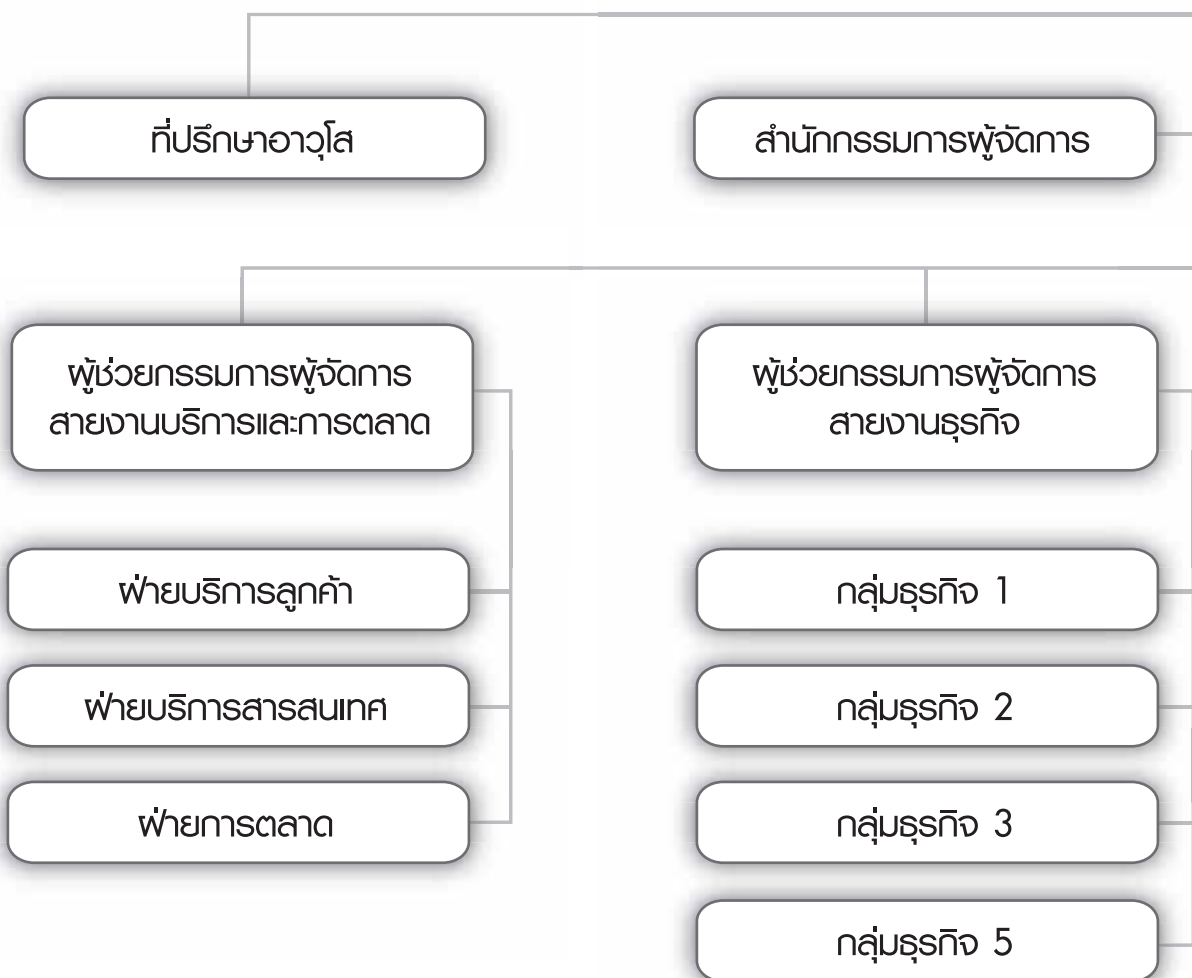 ที่ปรึกษาอาวุโส
สำนักกรรมการผู้จัดการ
ผู้ช่วยกรรมการผู้จัดการ
สายงานบริการและการตลาด
ฝ่ายบริการลูกค้า
ฝ่ายบริการสารสนเทศ
ฝ่ายการตลาด
ผู้ช่วยกรรมการผู้จัดการ
สายงานธุรกิจ
กลุ่มธุรกิจ 1
กลุ่มธุรกิจ 2
กลุ่มธุรกิจ 3
กลุ่มธุรกิจ 5